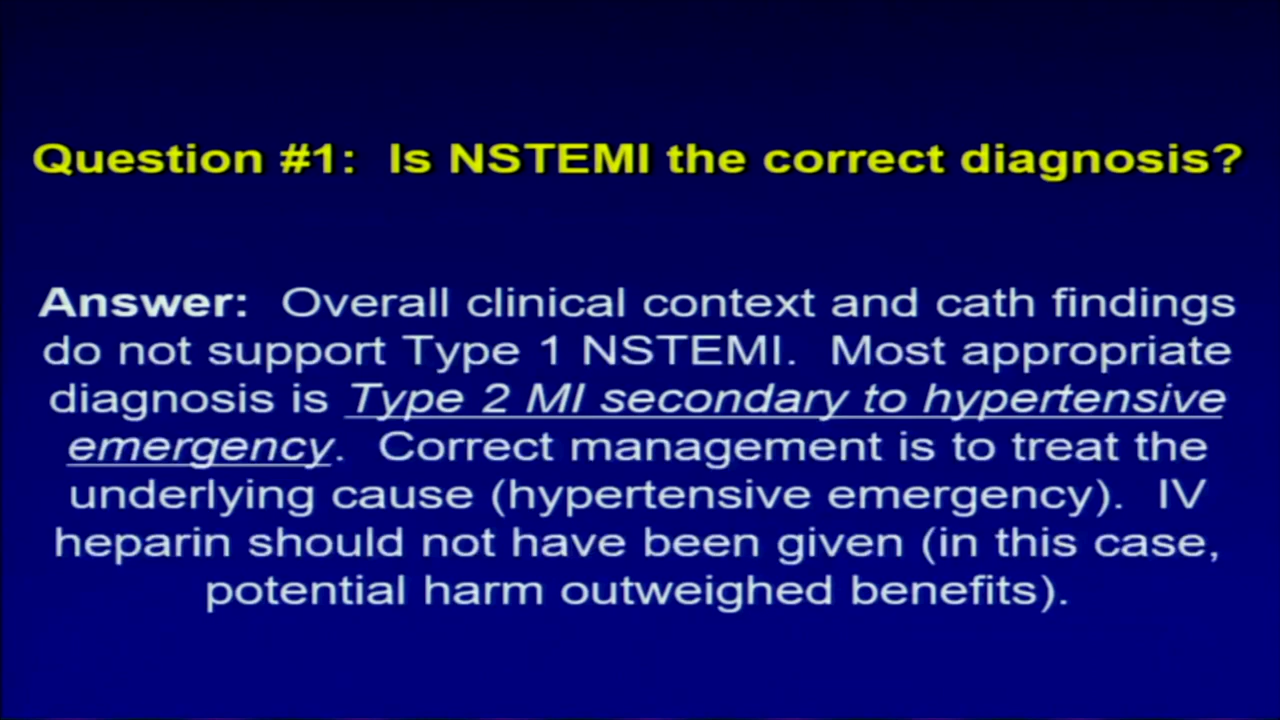 Question #1:  Is NSTEMI the correct diagnosis?
Answer:  Overall clinical context and cath findings
do not support Type 1 NSTEMI.  Most appropriate
diagnosis is Type 2 MI secondary to hypertensive
emergency.  Correct management is to treat the
underlying cause (hypertensive emergency).  IV
heparin should not have been given (in this case,
potential harm outweighed benefits).